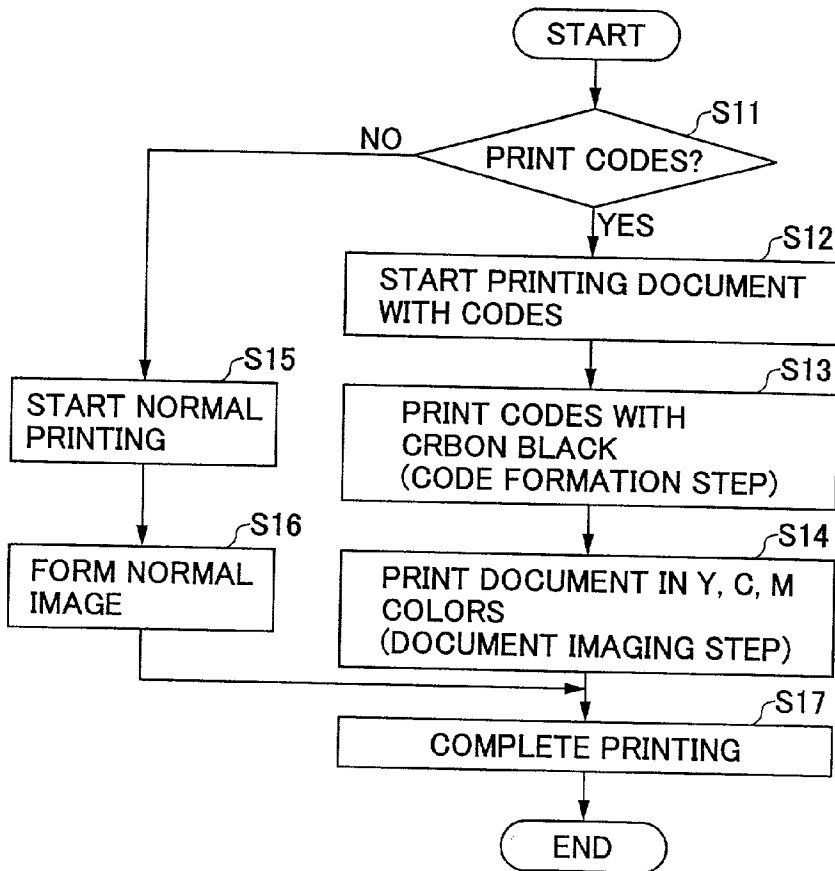 START
S11
NO
PRINT CODES?
YES
S12
START PRINTING DOCUMENT
WITH CODES
S15
START NORMAL
PRINTING
S13
PRINT CODES WITH
CRBON BLACK
(CODE FORMATION STEP)
S16
FORM NORMAL
IMAGE
S14
PRINT DOCUMENT IN Y, C, M
COLORS
(DOCUMENT IMAGING STEP)
S17
COMPLETE PRINTING
END